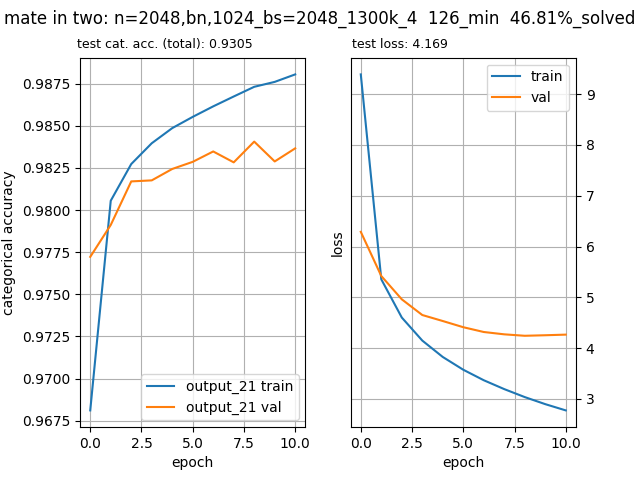 mate in two: n=2048,bn,1024_bs=2048_1300k_4  126_min  46.81%_solved
test cat. acc. (total): 0.9305
0.9875
0.9850
0.9825
0.9800
0.9775
0.9750
0.9725
0.9700
0.9675
categorical accuracy
output_21 train
output_21 val
0.0 2.5 5.0 7.5 10.0
epoch
test loss: 4.169
train
val
9
8
7
6
5
4
3
loss
0.0 2.5 5.0 7.5 10.0
epoch